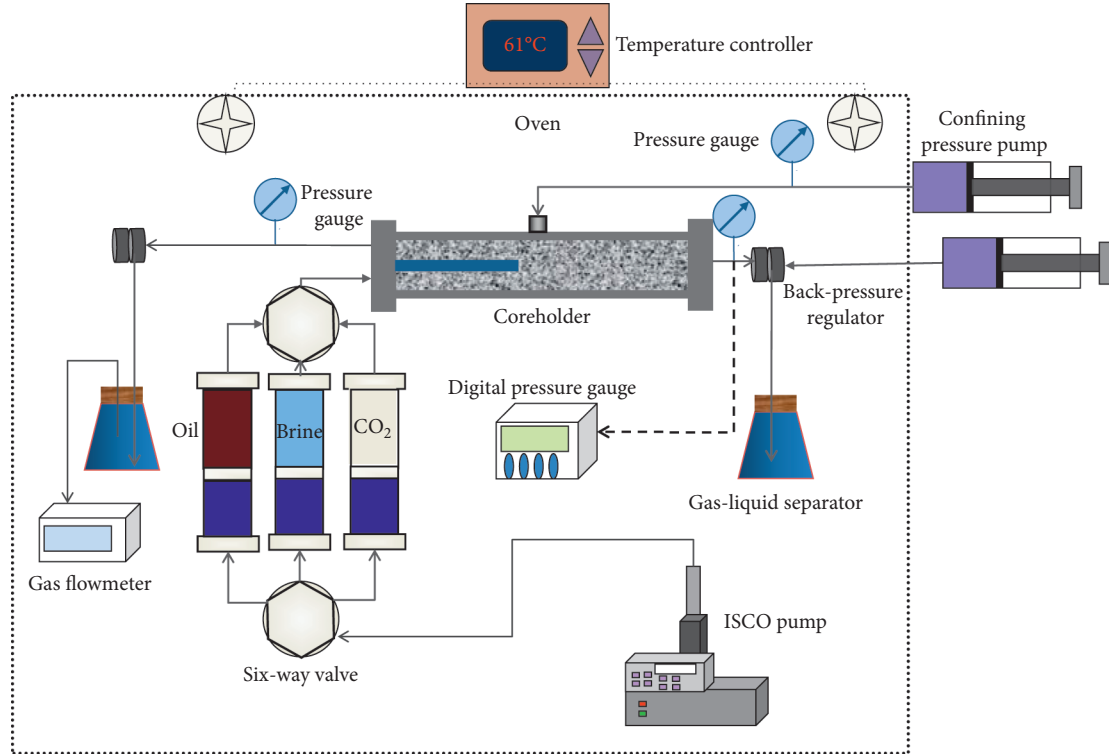 61°C
Temperature controller
Oven
Pressure gauge
Confining
pressure pump
Pressure
gauge
Coreholder
Back-pressure
regulator
Digital pressure gauge
Oil
Brine
CO₂
Gas-liquid separator
Gas flowmeter
ISCO pump
Six-way valve